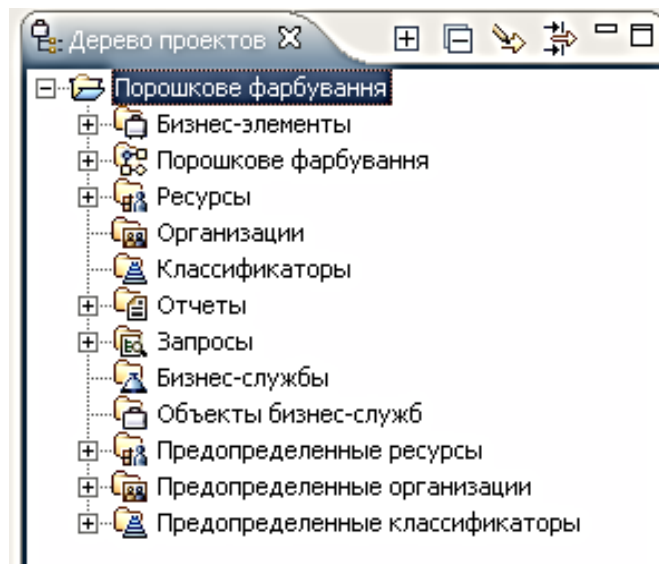 Дерево проектов
Порошкове фарбування
Бизнес-элементы
Порошкове фарбування
Ресурсы
Организации
Классификаторы
Отчеты
Запросы
Бизнес-службы
Объекты бизнес-служб
Предопределенные ресурсы
Предопределенные организации
Предопределенные классификаторы